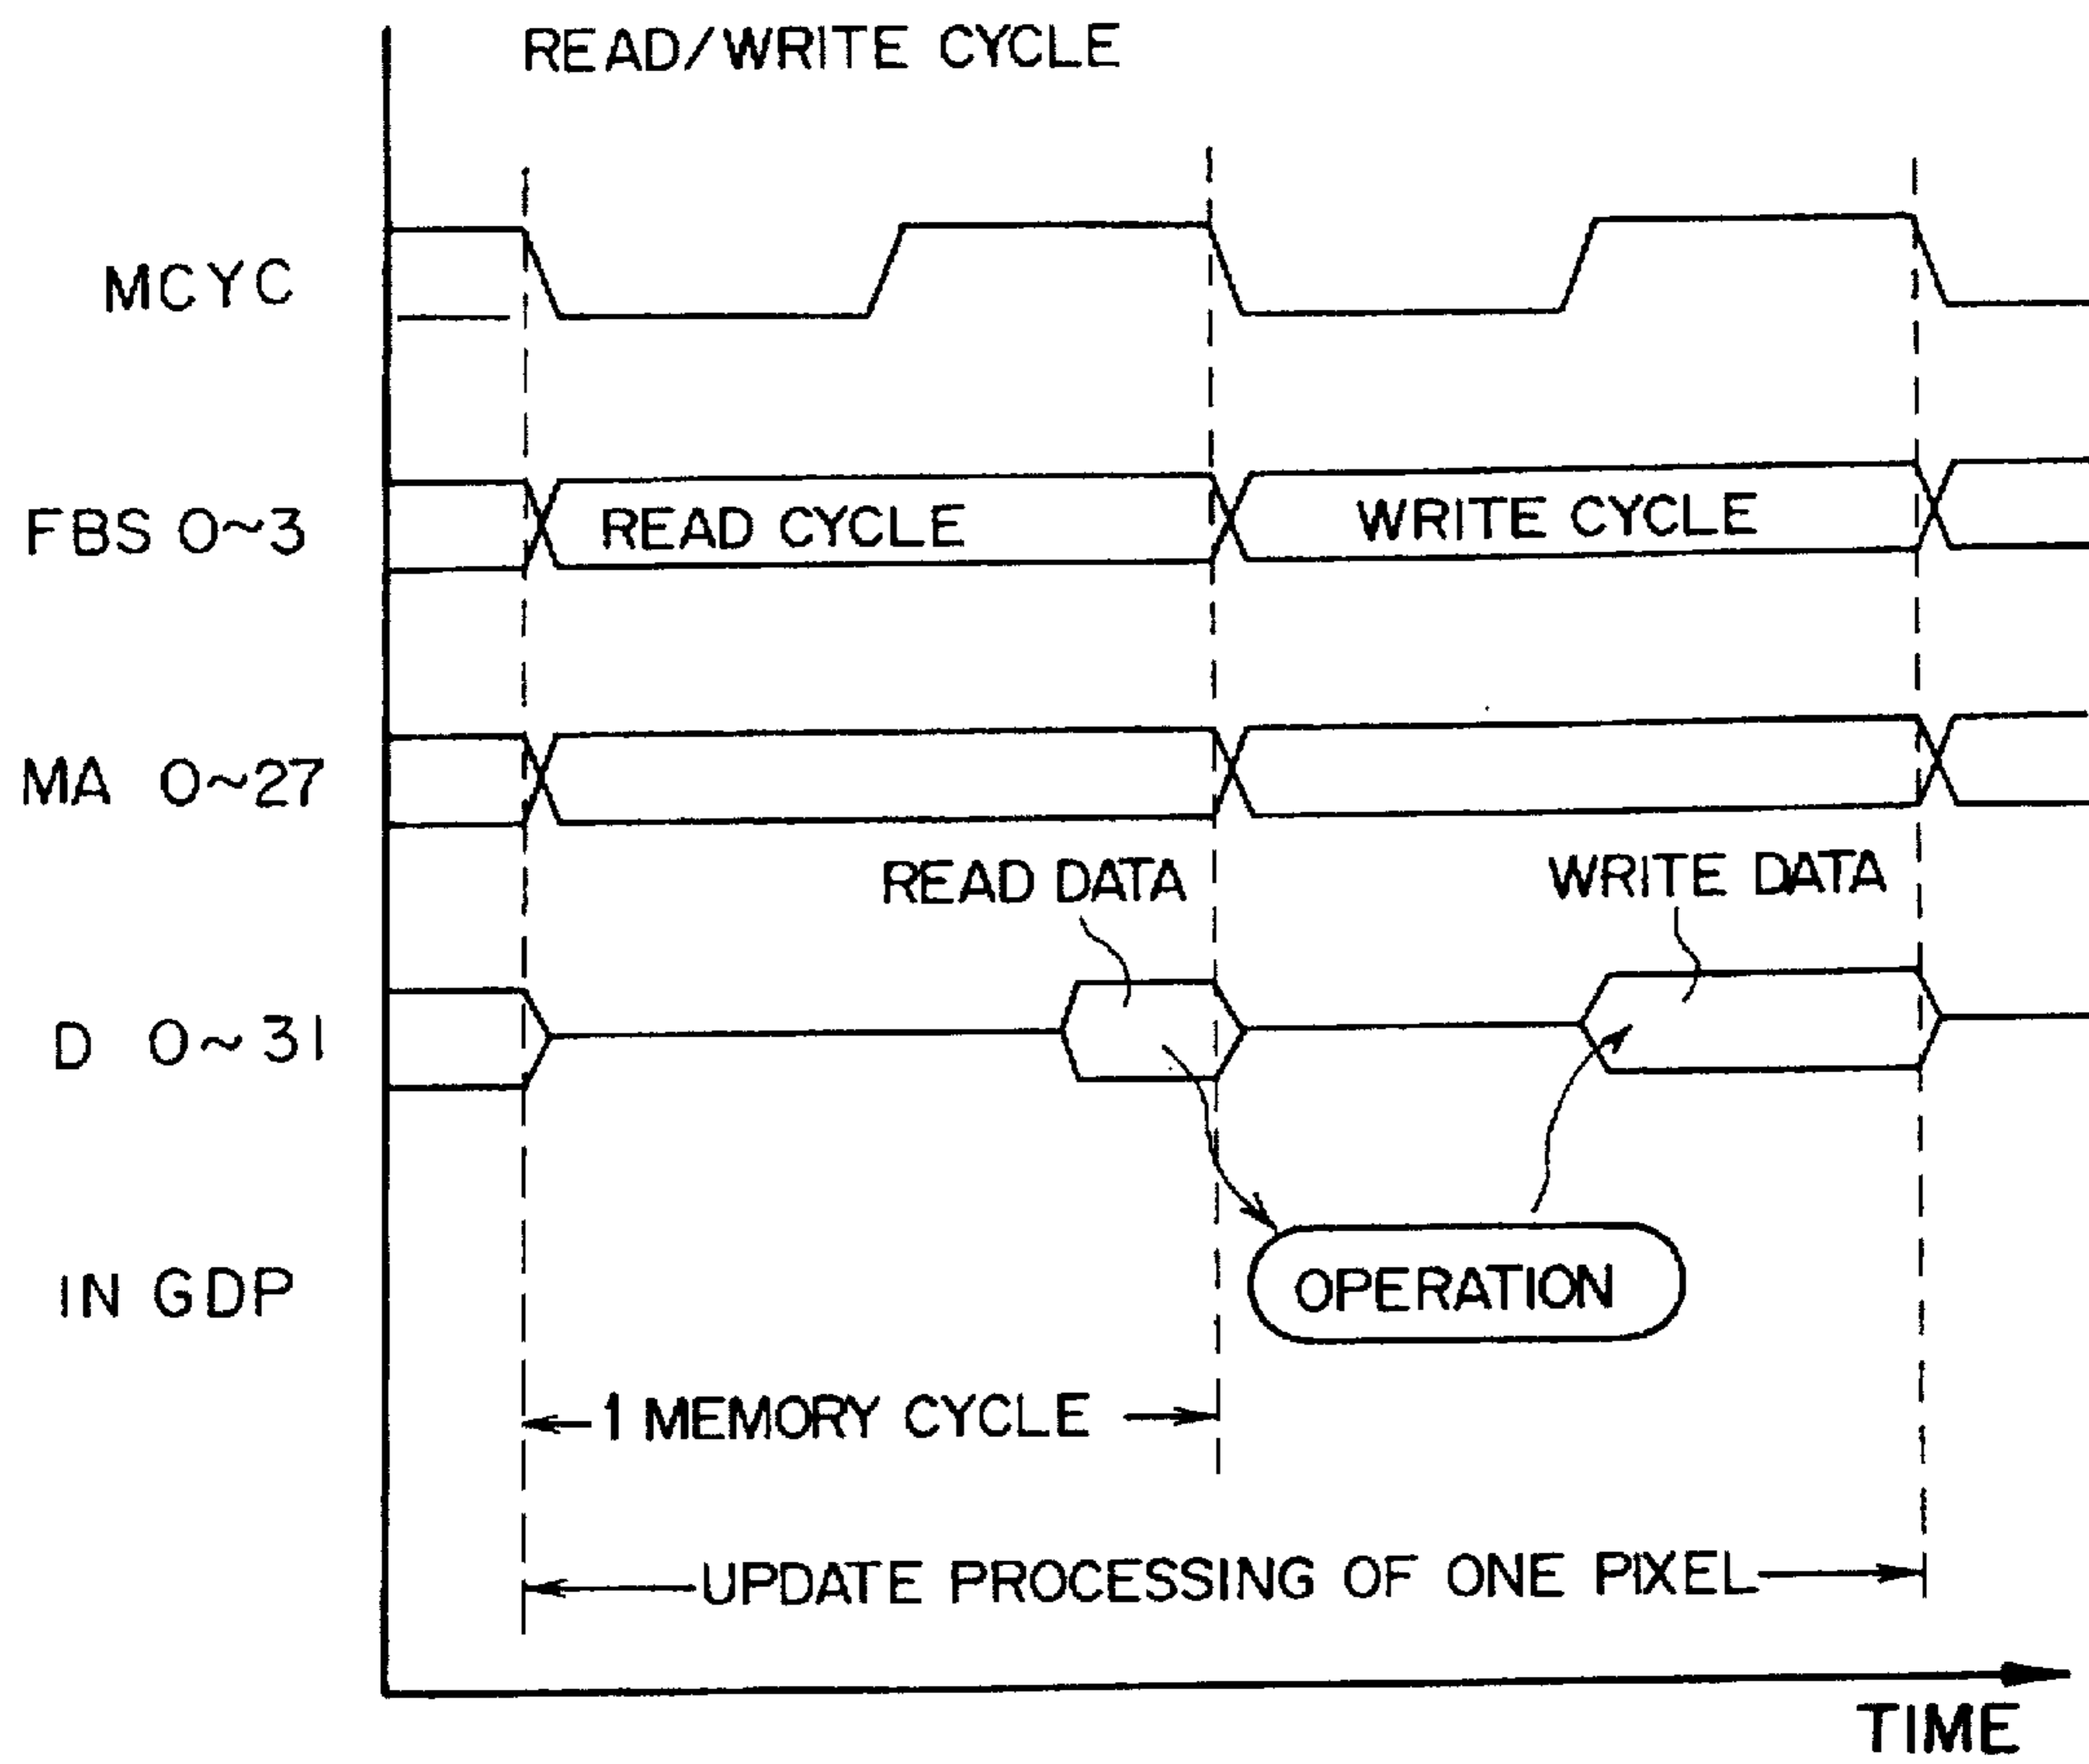 READ/WRITE CYCLE
MCYC
FBS 0~3
READ CYCLE
WRITE CYCLE
MA 0~27
READ DATA
WRITE DATA
D 0~31
IN GDP
OPERATION
1 MEMORY CYCLE
UPDATE PROCESSING OF ONE PIXEL
TIME